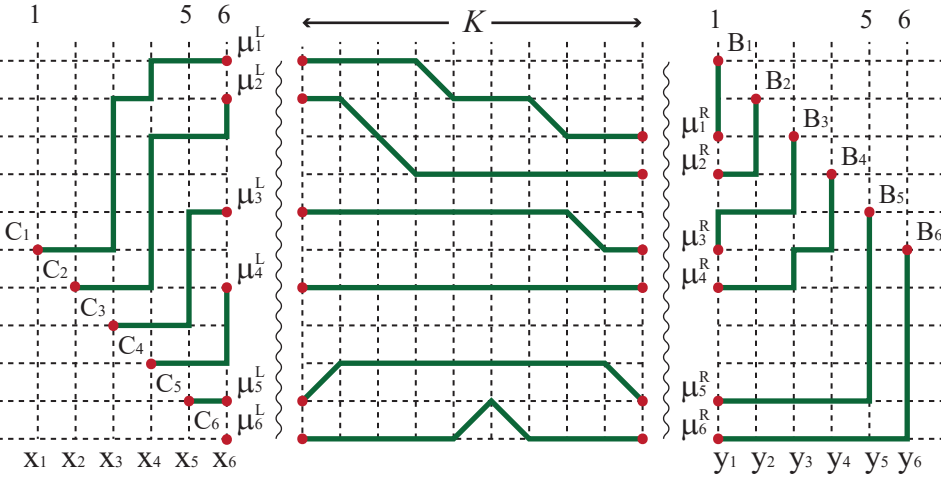 1 5 6 K 1 5 6
μ₁ᴸ B₁
μ₂ᴸ B₂
μ₁ᴿ B₃
μ₂ᴿ B₄
μ₃ᴸ B₅
C₁ μ₃ᴿ B₆
C₂ μ₄ᴸ μ₄ᴿ
C₃
C₄
C₅ μ₅ᴸ μ₅ᴿ
C₆ μ₆ᴸ μ₆ᴿ
x₁ x₂ x₃ x₄ x₅ x₆ y₁ y₂ y₃ y₄ y₅ y₆